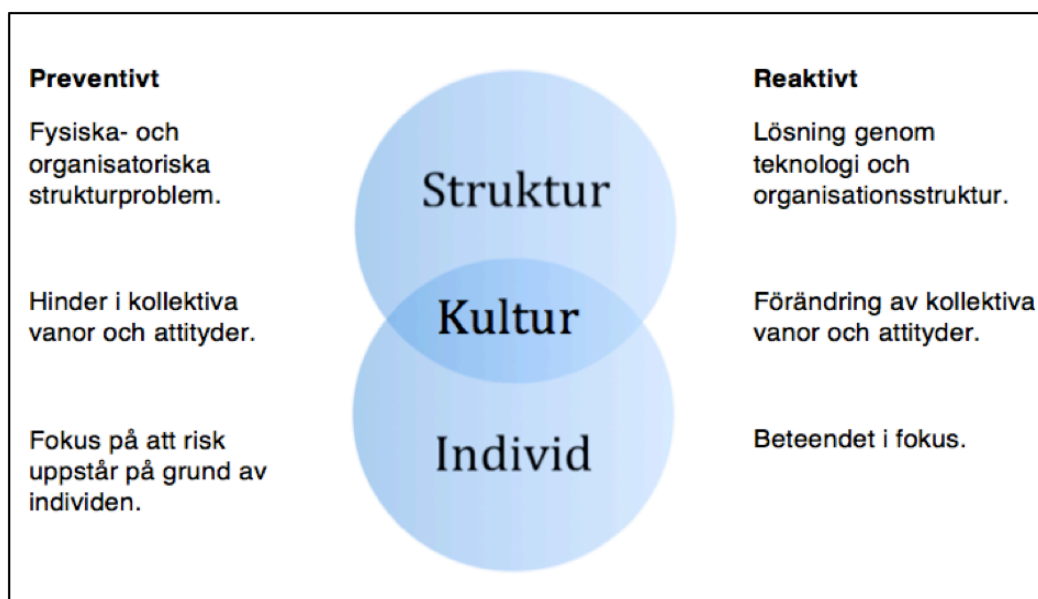 Preventivt
Fysiska- och
organisatoriska
strukturproblem.
Hinder i kollektiva
vanor och attityder.
Fokus på att risk
uppstår på grund av
individen.
Struktur
Kultur
Individ
Reaktivt
Lösning genom
teknologi och
organisationsstruktur.
Förändring av kollektiva
vanor och attityder.
Beteendet i fokus.